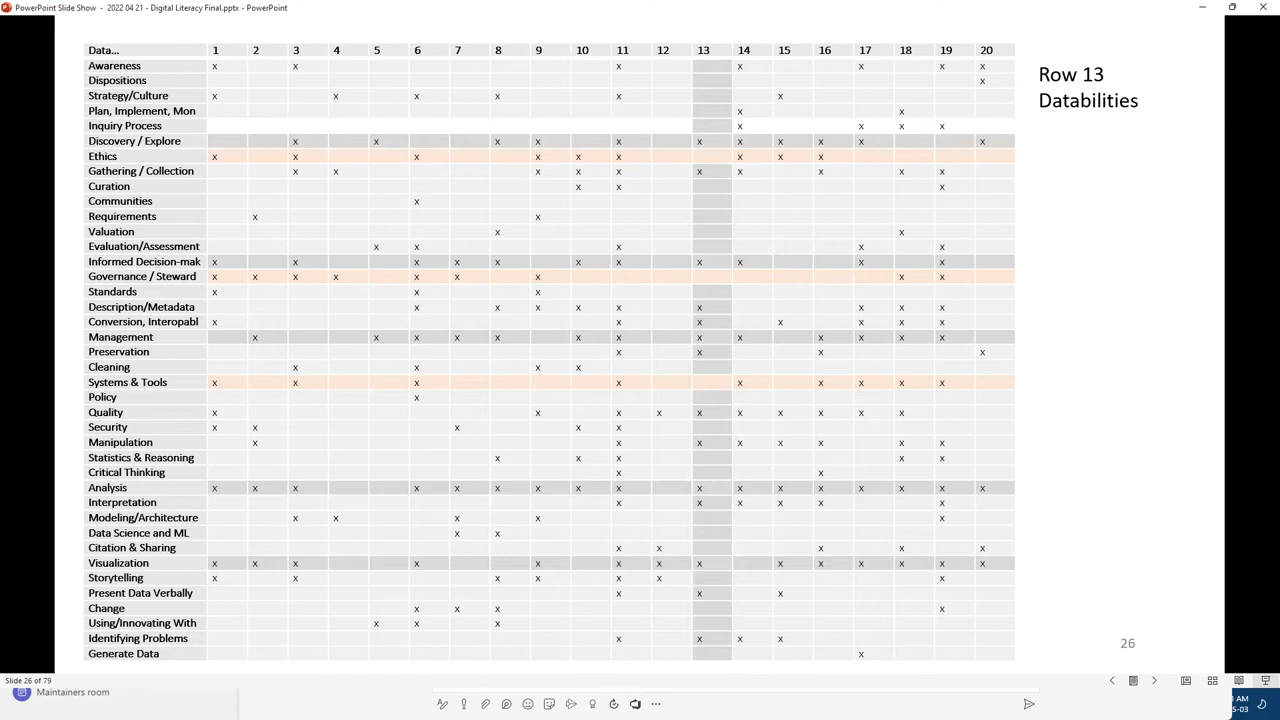 PowerPoint Slide Show - 2022 04 21 - Digital Literacy Final.pptx - PowerPoint
Data... 1 2 3 4 5 6 7 8 9 10 11 12 13 14 15 16 17 18 19 20
Awareness x x x x x x x
Dispositions x
Strategy/Culture x x x x x x
Plan, Implement, Mon x x
Inquiry Process x x x x
Discovery / Explore x x x x x x x x x x x
Ethics x x x x x x x x x
Gathering / Collection x x x x x x x x x x
Curation x x x
Communities x
Requirements x x
Valuation x x
Evaluation/Assessment x x x x x
Informed Decision-mak x x x x x x x x x x x
Governance / Steward x x x x x x x x x
Standards x x x
Description/Metadata x x x x x x x x
Conversion, Interopabl x x x x x x x
Management x x x x x x x x x x x x x
Preservation x x x x
Cleaning x x x x
Systems & Tools x x x x x x x x x
Policy x
Quality x x x x x x x x x x
Security x x x x x
Manipulation x x x x x x x x
Statistics & Reasoning x x x x x
Critical Thinking x x
Analysis x x x x x x x x x x x x x x x x x x
Interpretation x x x x x x
Modeling/Architecture x x x x x
Data Science and ML x x
Citation & Sharing x x x x x
Visualization x x x x x x x x x x x x x x x
Storytelling x x x x x x x
Present Data Verbally x x x
Change x x x x
Using/Innovating With x x x
Identifying Problems x x x x
Generate Data x
Row 13
Databilities
26
Slide 26 of 79
Maintainers room
AM
5-03